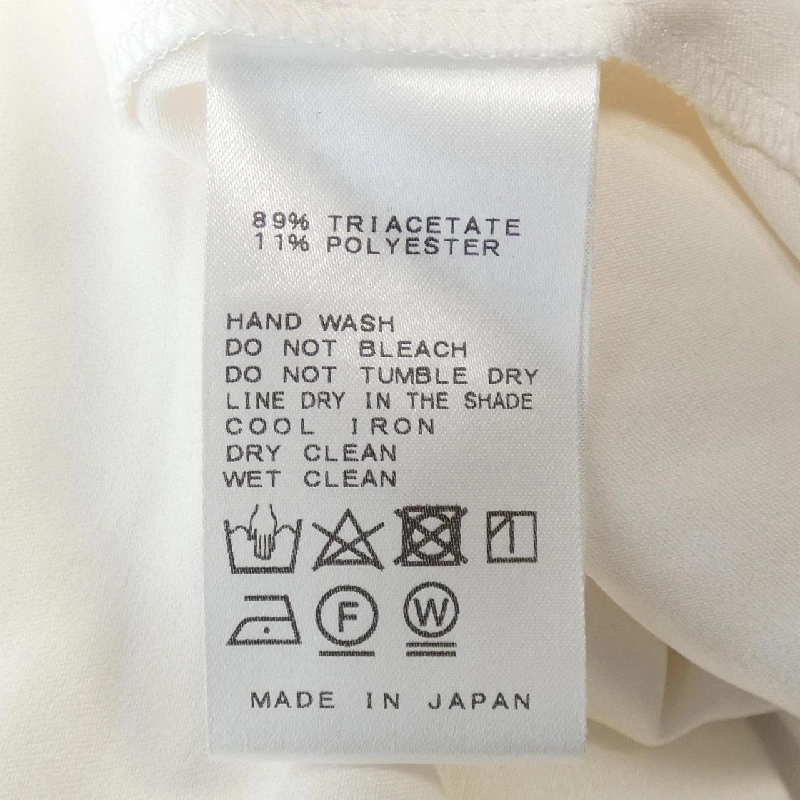 89% TRIACETATE
11% POLYESTER
HAND WASH
DO NOT BLEACH
DO NOT TUMBLE DRY
LINE DRY IN THE SHADE
COOL IRON
DRY CLEAN
WET CLEAN
F W
MADE IN JAPAN